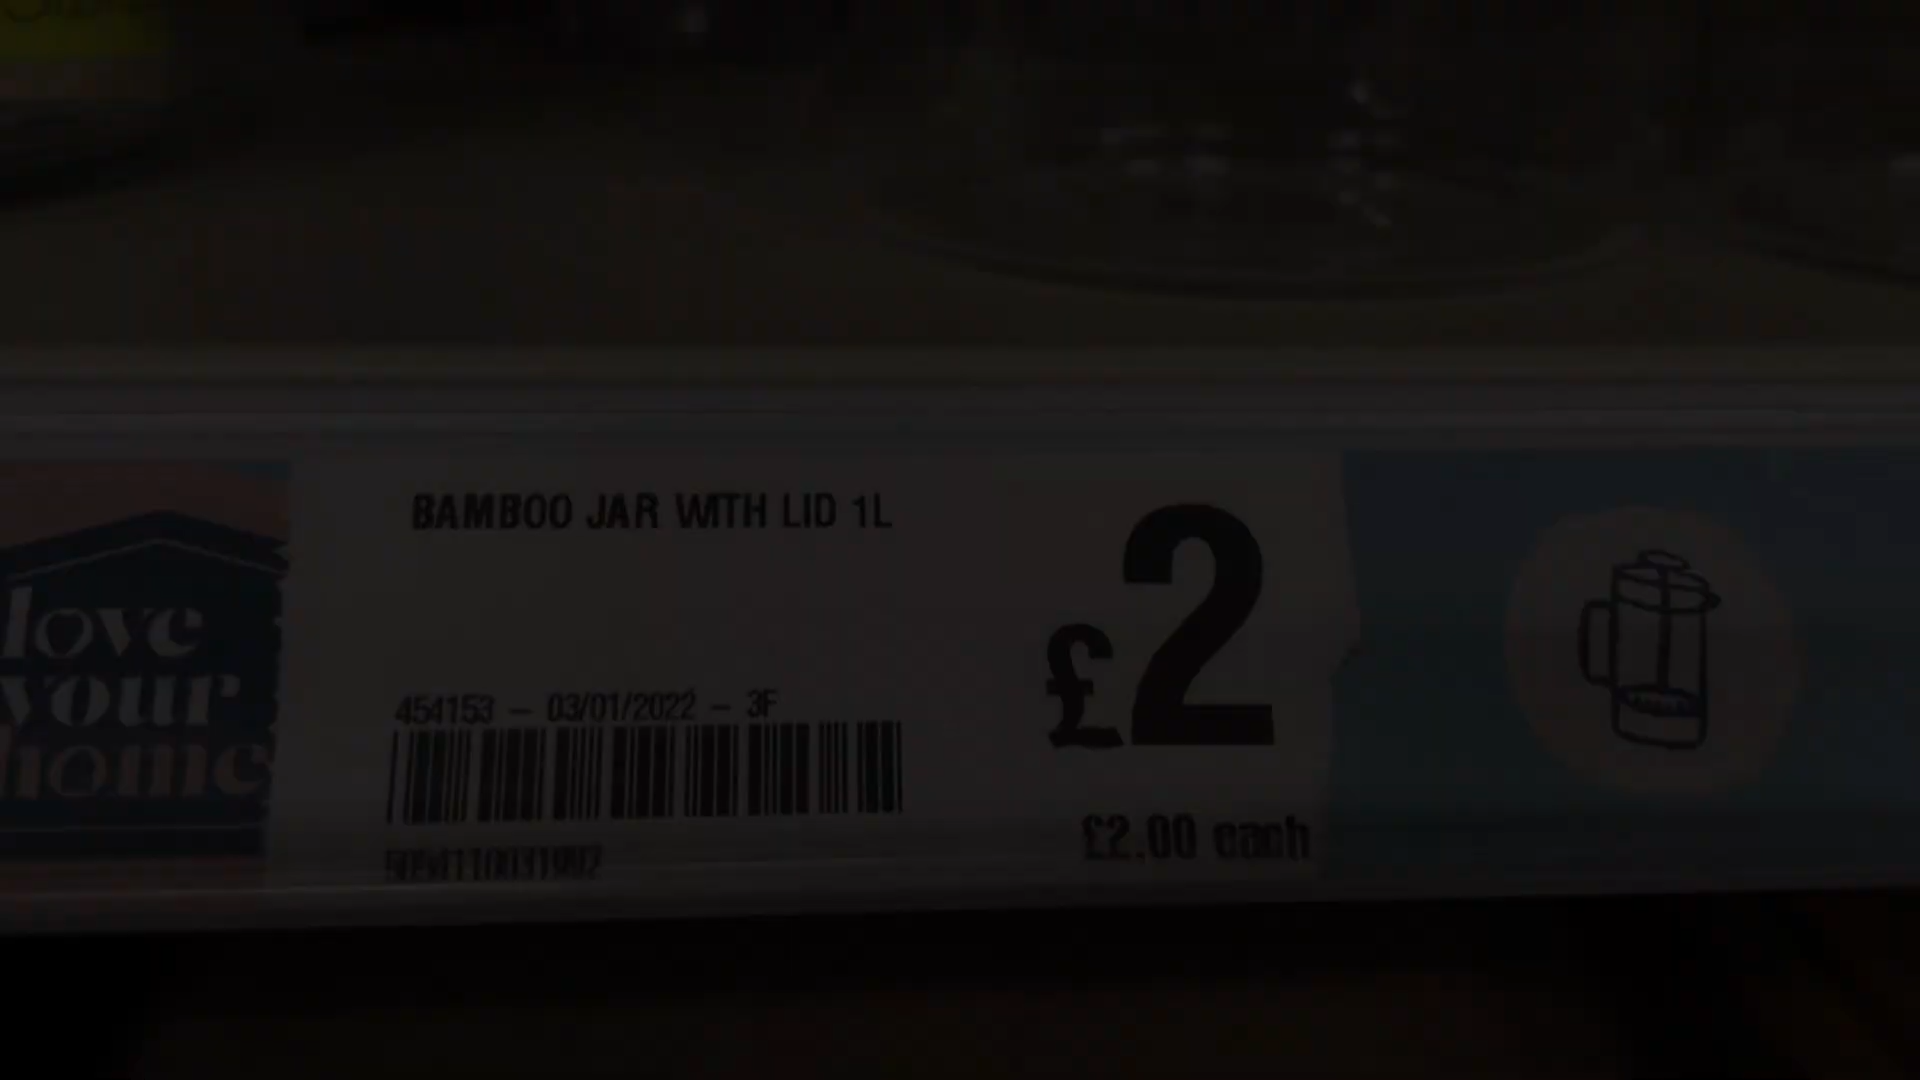 love
your
home
BAMBOO JAR WITH LID 1L
454153 – 03/01/2022 – 3F
£2
£2.00 each